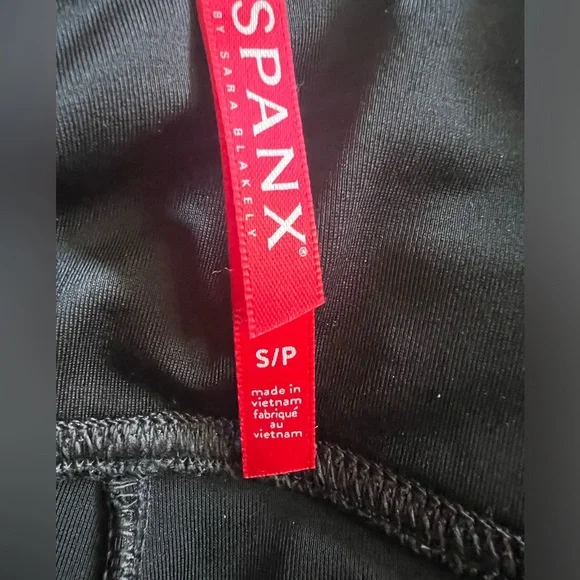 SPANX®
BY SARA BLAKELY
S/P
made in
vietnam
fabriqué
au
vietnam